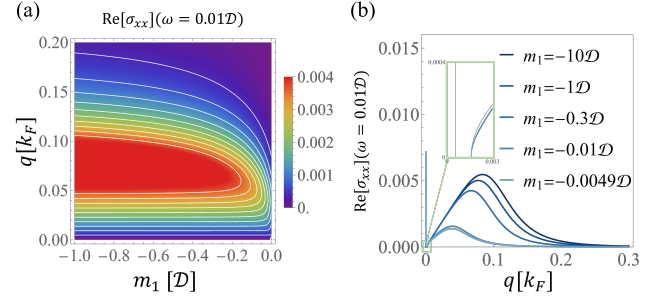 (a)
Re[σxx](ω = 0.01𝒟)
q[kF]
0.20
0.15
0.10
0.05
0.00
-1.0 -0.8 -0.6 -0.4 -0.2 0.0
m1 [𝒟]
0.004
0.003
0.002
0.001
0.
(b)
Re[σxx](ω = 0.01𝒟)
0.015
0.010
0.005
0.000
0 0.1 0.2 0.3
q[kF]
0.0004
0
0 0.003
m1=−10𝒟
m1=−1𝒟
m1=−0.3𝒟
m1=−0.01𝒟
m1=−0.0049𝒟